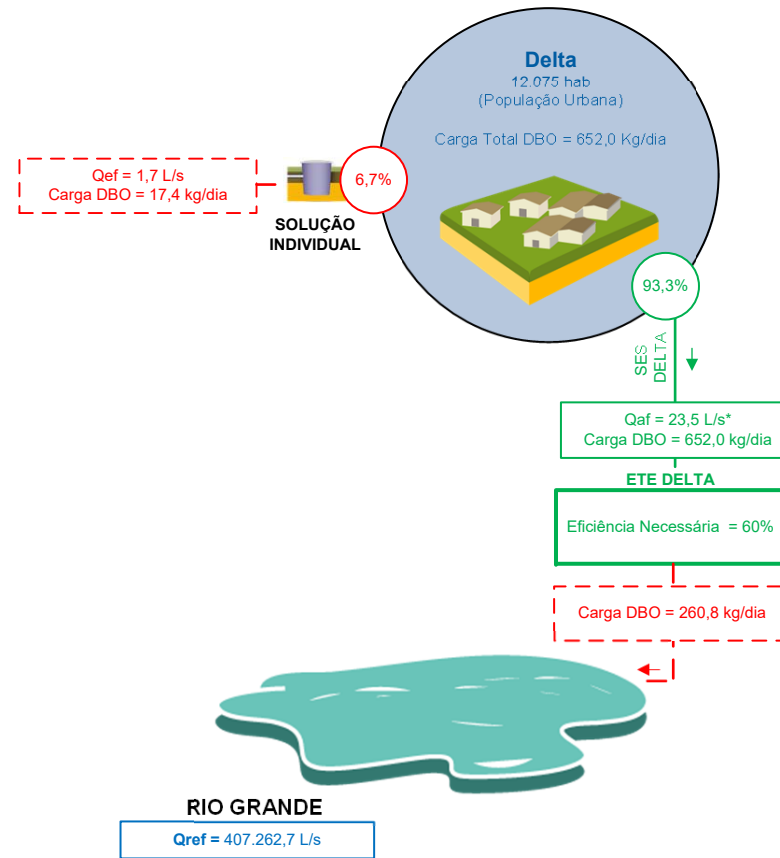 Delta
12.075 hab
(População Urbana)
Carga Total DBO = 652,0 Kg/dia
Qef = 1,7 L/s
Carga DBO = 17,4 kg/dia
6,7%
SOLUÇÃO
INDIVIDUAL
93,3%
SES
DELTA
Qaf = 23,5 L/s*
Carga DBO = 652,0 kg/dia
ETE DELTA
Eficiência Necessária = 60%
Carga DBO = 260,8 kg/dia
RIO GRANDE
Qref = 407.262,7 L/s